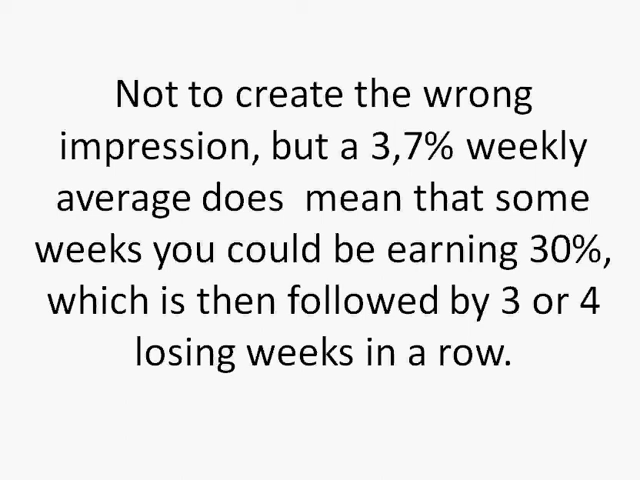 Not to create the wrong
impression, but a 3,7% weekly
average does  mean that some
weeks you could be earning 30%,
which is then followed by 3 or 4
losing weeks in a row.